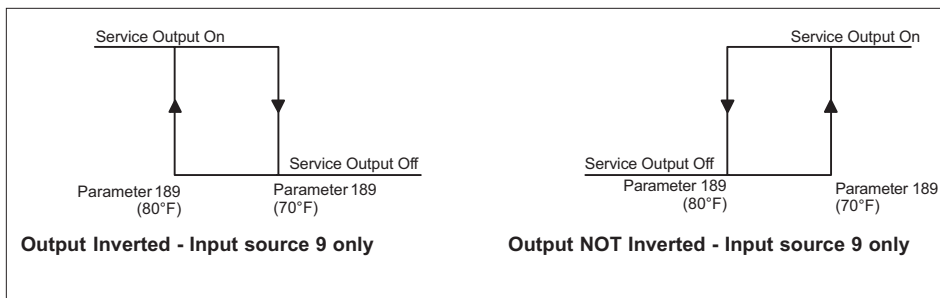 Service Output On
Service Output Off
Parameter 189
(80°F)
Parameter 189
(70°F)
Output Inverted - Input source 9 only
Service Output On
Service Output Off
Parameter 189
(80°F)
Parameter 189
(70°F)
Output NOT Inverted - Input source 9 only